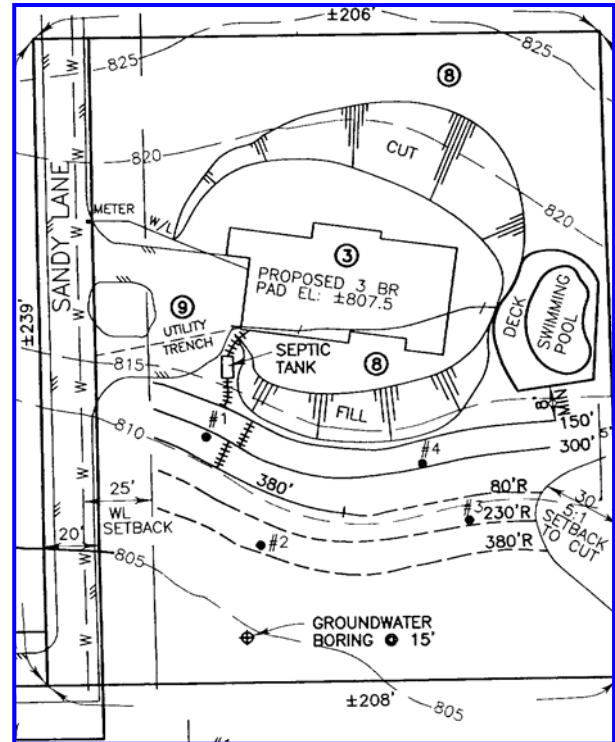 ±206'
825
825
8
W
CUT
820
820
METER
W/L
SANDY LANE
3
PROPOSED 3 BR
PAD EL: ±807.5
DECK
SWIMMING
POOL
±239'
9
UTILITY
TRENCH
SEPTIC
TANK
8
815
FILL
8' MIN
150'
5'
300'
810
#1
#4
380'
80'R
230'R
380'R
#3
30'
5:1
SETBACK
TO CUT
25'
WL
SETBACK
20'
#2
805
W
GROUNDWATER
BORING @ 15'
±208'
805